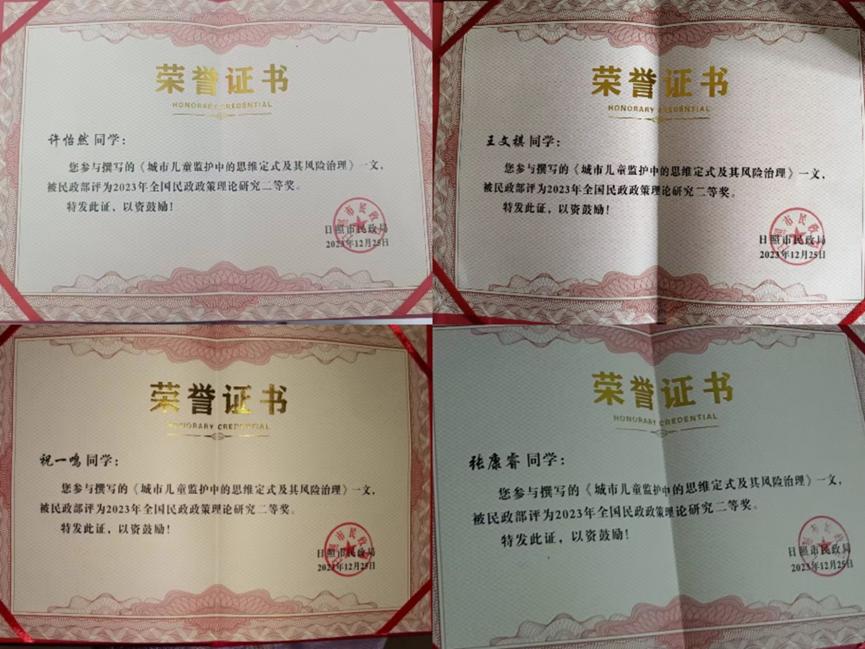 荣誉证书
HONORARY CREDENTIAL
许怡然 同学：
您参与撰写的《城市儿童监护中的思维定式及其风险治理》一文，
被民政部评为2023年全国民政政策理论研究二等奖。
特发此证，以资鼓励！
日照市民政局
2023年12月25日
荣誉证书
HONORARY CREDENTIAL
王文祺 同学：
您参与撰写的《城市儿童监护中的思维定式及其风险治理》一文，
被民政部评为2023年全国民政政策理论研究二等奖。
特发此证，以资鼓励！
日照市民政局
2023年12月25日
荣誉证书
HONORARY CREDENTIAL
祝一鸣 同学：
您参与撰写的《城市儿童监护中的思维定式及其风险治理》一文，
被民政部评为2023年全国民政政策理论研究二等奖。
特发此证，以资鼓励！
日照市民政局
2023年12月25日
荣誉证书
HONORARY CREDENTIAL
张康睿 同学：
您参与撰写的《城市儿童监护中的思维定式及其风险治理》一文，
被民政部评为2023年全国民政政策理论研究二等奖。
特发此证，以资鼓励！
日照市民政局
2023年12月25日